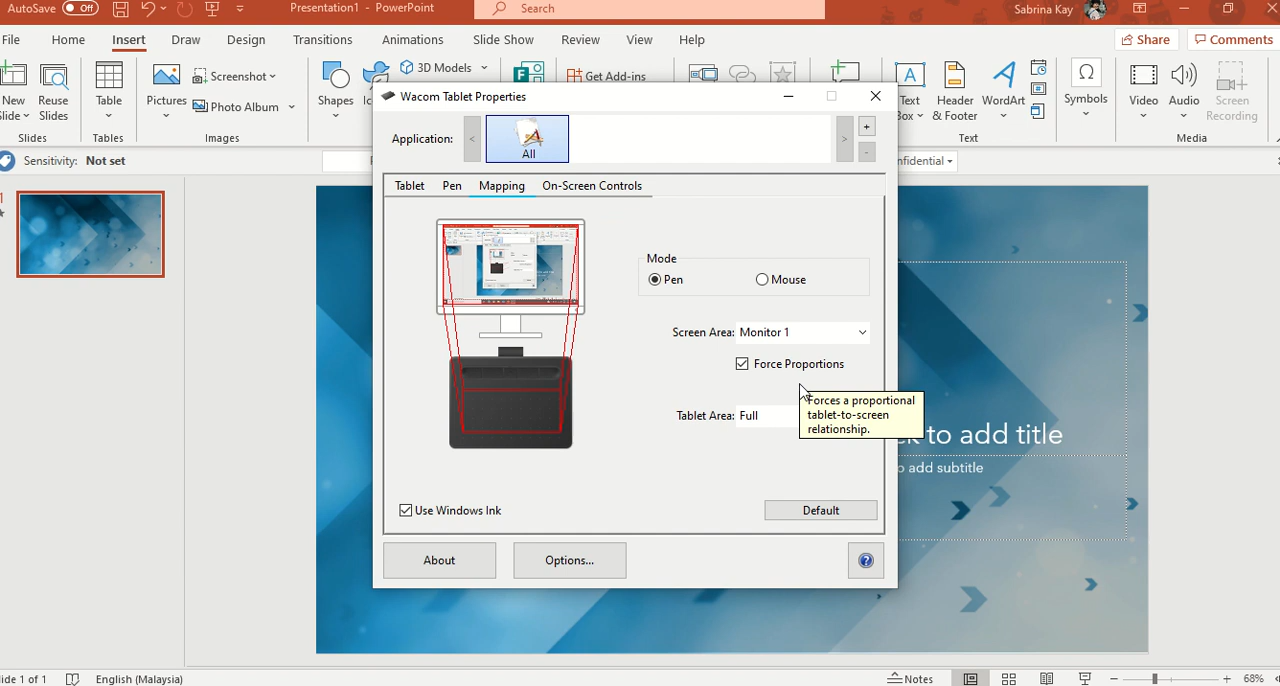 AutoSave Off Presentation1 - PowerPoint Search Sabrina Kay
File Home Insert Draw Design Transitions Animations Slide Show Review View Help Share Comments
New Slide
Reuse Slides
Table
Pictures
Screenshot
Photo Album
Shapes
3D Models
Get Add-ins
Text Box
Header & Footer
WordArt
Symbols
Video
Audio
Screen Recording
Slides Tables Images Text Media
Sensitivity: Not set
Wacom Tablet Properties
Application: < All > + -
Tablet Pen Mapping On-Screen Controls
Mode
Pen Mouse
Screen Area: Monitor 1
Force Proportions
Forces a proportional
tablet-to-screen
relationship.
Tablet Area: Full
Use Windows Ink
Default
About Options... ?
1
to add title
add subtitle
1 of 1 English (Malaysia) Notes 68%